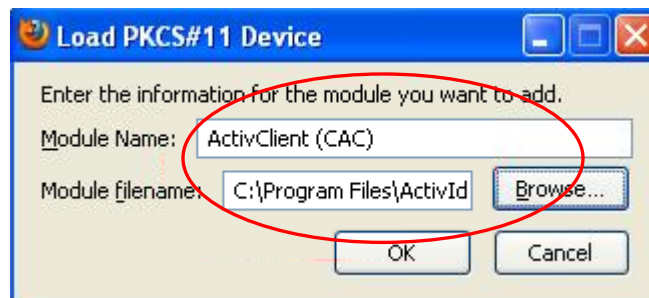 Load PKCS#11 Device
Enter the information for the module you want to add.
Module Name: ActivClient (CAC)
Module filename: C:\Program Files\ActivId Browse...
OK Cancel